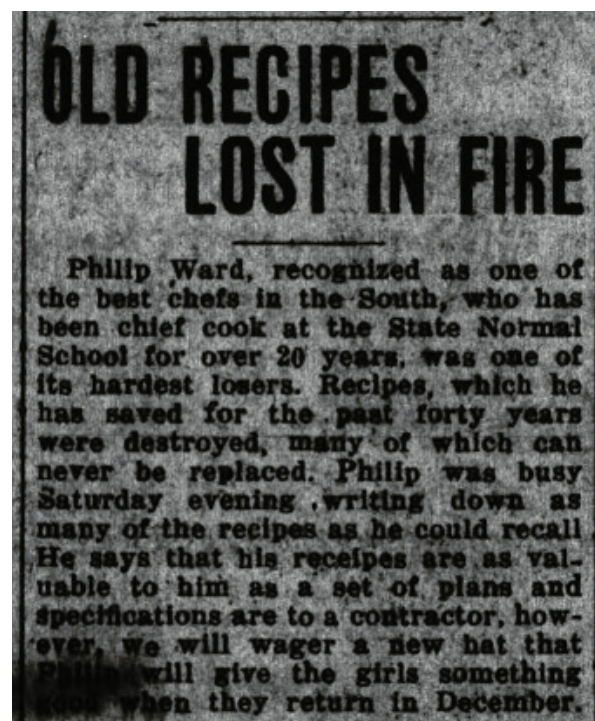 OLD RECIPES
LOST IN FIRE
Philip Ward, recognized as one of
the best chefs in the South, who has
been chief cook at the State Normal
School for over 20 years, was one of
its hardest losers. Recipes, which he
has saved for the past forty years
were destroyed, many of which can
never be replaced. Philip was busy
Saturday evening writing down as
many of the recipes as he could recall
He says that his receipes are as val-
uable to him as a set of plans and
specifications are to a contractor, how-
ever, we will wager a new hat that
Philip will give the girls something
good when they return in December.